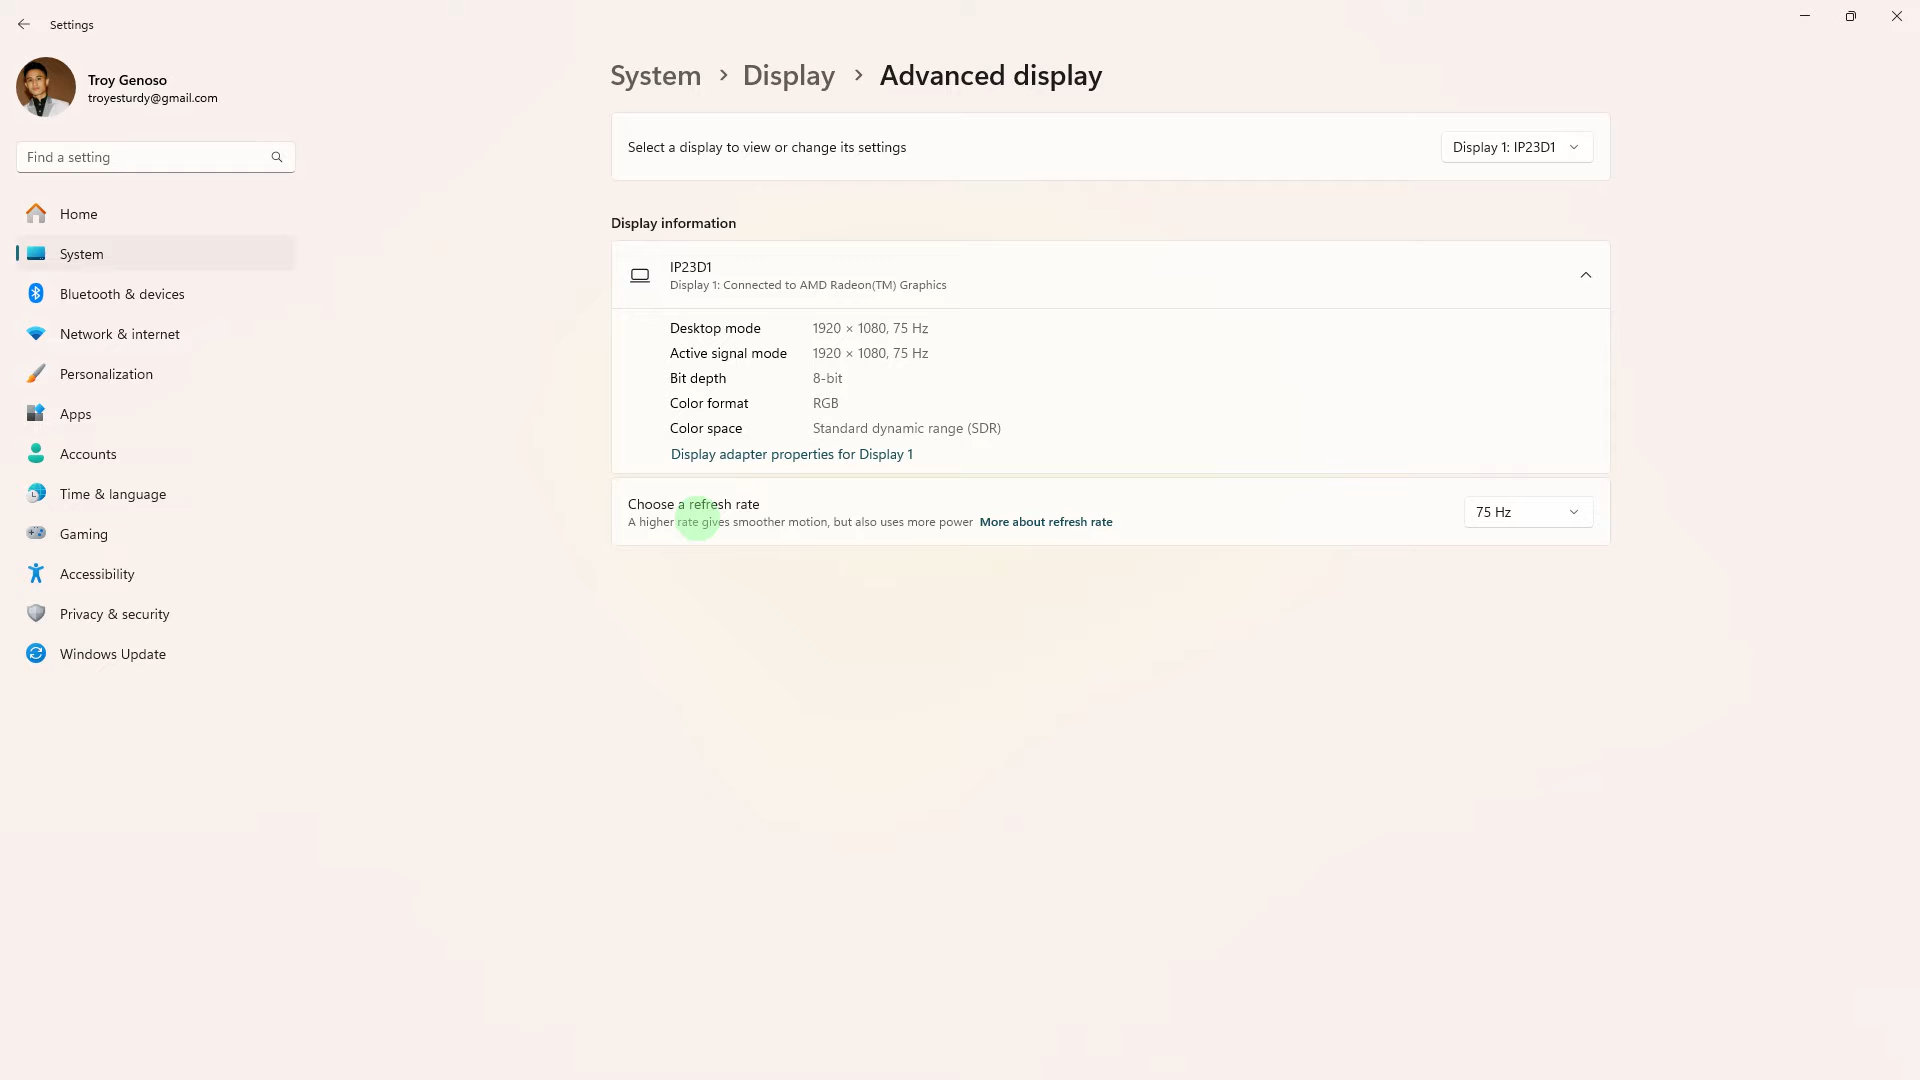 Settings
Troy Genoso
troyesturdy@gmail.com
Find a setting
Home
System
Bluetooth & devices
Network & internet
Personalization
Apps
Accounts
Time & language
Gaming
Accessibility
Privacy & security
Windows Update
System > Display > Advanced display
Select a display to view or change its settings Display 1: IP23D1
Display information
IP23D1
Display 1: Connected to AMD Radeon(TM) Graphics
Desktop mode 1920 × 1080, 75 Hz
Active signal mode 1920 × 1080, 75 Hz
Bit depth 8-bit
Color format RGB
Color space Standard dynamic range (SDR)
Display adapter properties for Display 1
Choose a refresh rate 75 Hz
A higher rate gives smoother motion, but also uses more power More about refresh rate